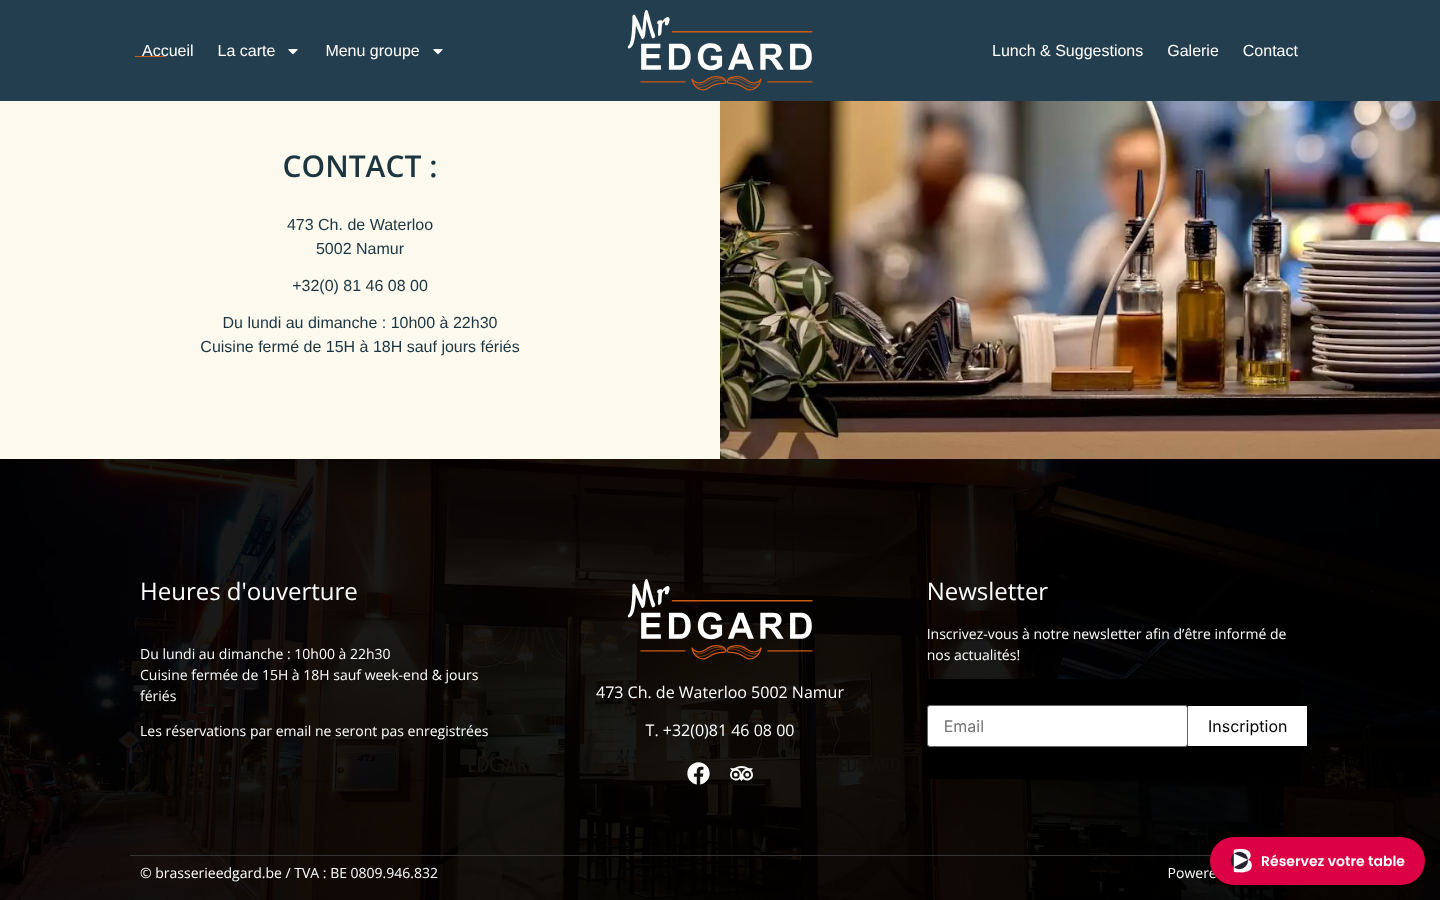 Accueil
La carte
Menu groupe
Mr
EDGARD
Lunch & Suggestions
Galerie
Contact
CONTACT :
473 Ch. de Waterloo
5002 Namur
+32(0) 81 46 08 00
Du lundi au dimanche : 10h00 à 22h30
Cuisine fermé de 15H à 18H sauf jours fériés
Heures d'ouverture
Du lundi au dimanche : 10h00 à 22h30
Cuisine fermée de 15H à 18H sauf week-end & jours
fériés
Les réservations par email ne seront pas enregistrées
Mr
EDGARD
473 Ch. de Waterloo 5002 Namur
T. +32(0)81 46 08 00
Newsletter
Inscrivez-vous à notre newsletter afin d’être informé de
nos actualités!
Email
Inscription
© brasserieedgard.be / TVA : BE 0809.946.832
Réservez votre table